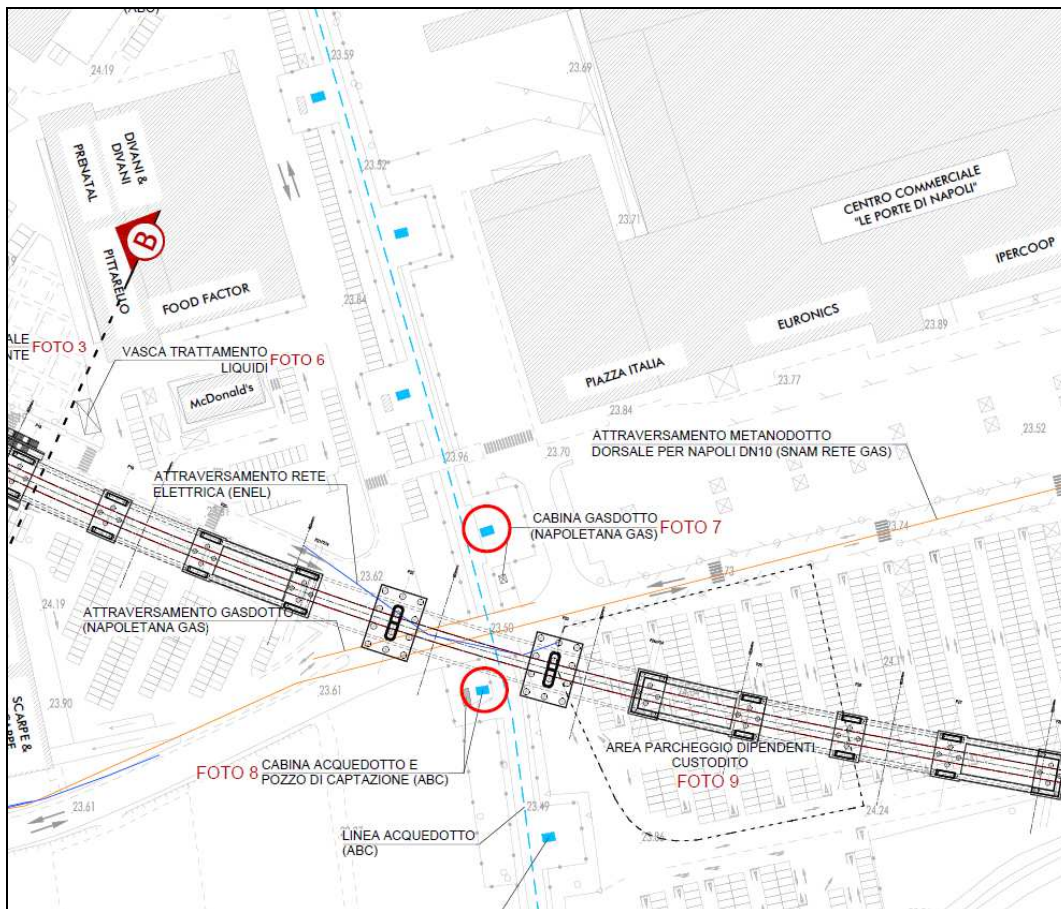 (ABC)
23.59
24.19
23.69
PRENATAL
DIVANI &
DIVANI
23.52
CENTRO COMMERCIALE
"LE PORTE DI NAPOLI"
23.71
B
PITTARELLO
IPERCOOP
FOOD FACTOR
23.84
EURONICS
23.89
ALE
NTE FOTO 3
VASCA TRATTAMENTO
LIQUIDI FOTO 6
McDonald's
PIAZZA ITALIA
23.77
23.84
23.52
ATTRAVERSAMENTO METANODOTTO
DORSALE PER NAPOLI DN10 (SNAM RETE GAS)
23.96
23.70
ATTRAVERSAMENTO RETE
ELETTRICA (ENEL)
CABINA GASDOTTO
(NAPOLETANA GAS) FOTO 7
23.74
23.62
24.19
ATTRAVERSAMENTO GASDOTTO
(NAPOLETANA GAS)
23.50
23.61
23.90
SCARPE &
FOTO 8 CABINA ACQUEDOTTO E
POZZO DI CAPTAZIONE (ABC)
AREA PARCHEGGIO DIPENDENTI
CUSTODITO
FOTO 9
23.61
23.49
24.24
LINEA ACQUEDOTTO
(ABC)
23.86